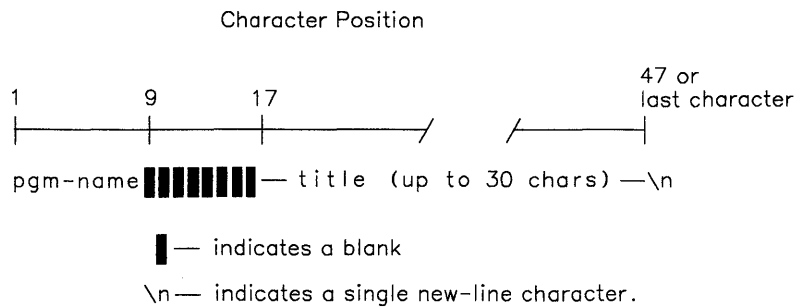 Character Position
47 or
1 9 17 last character
pgm-name — title (up to 30 chars) —\n
— indicates a blank
\n — indicates a single new-line character.